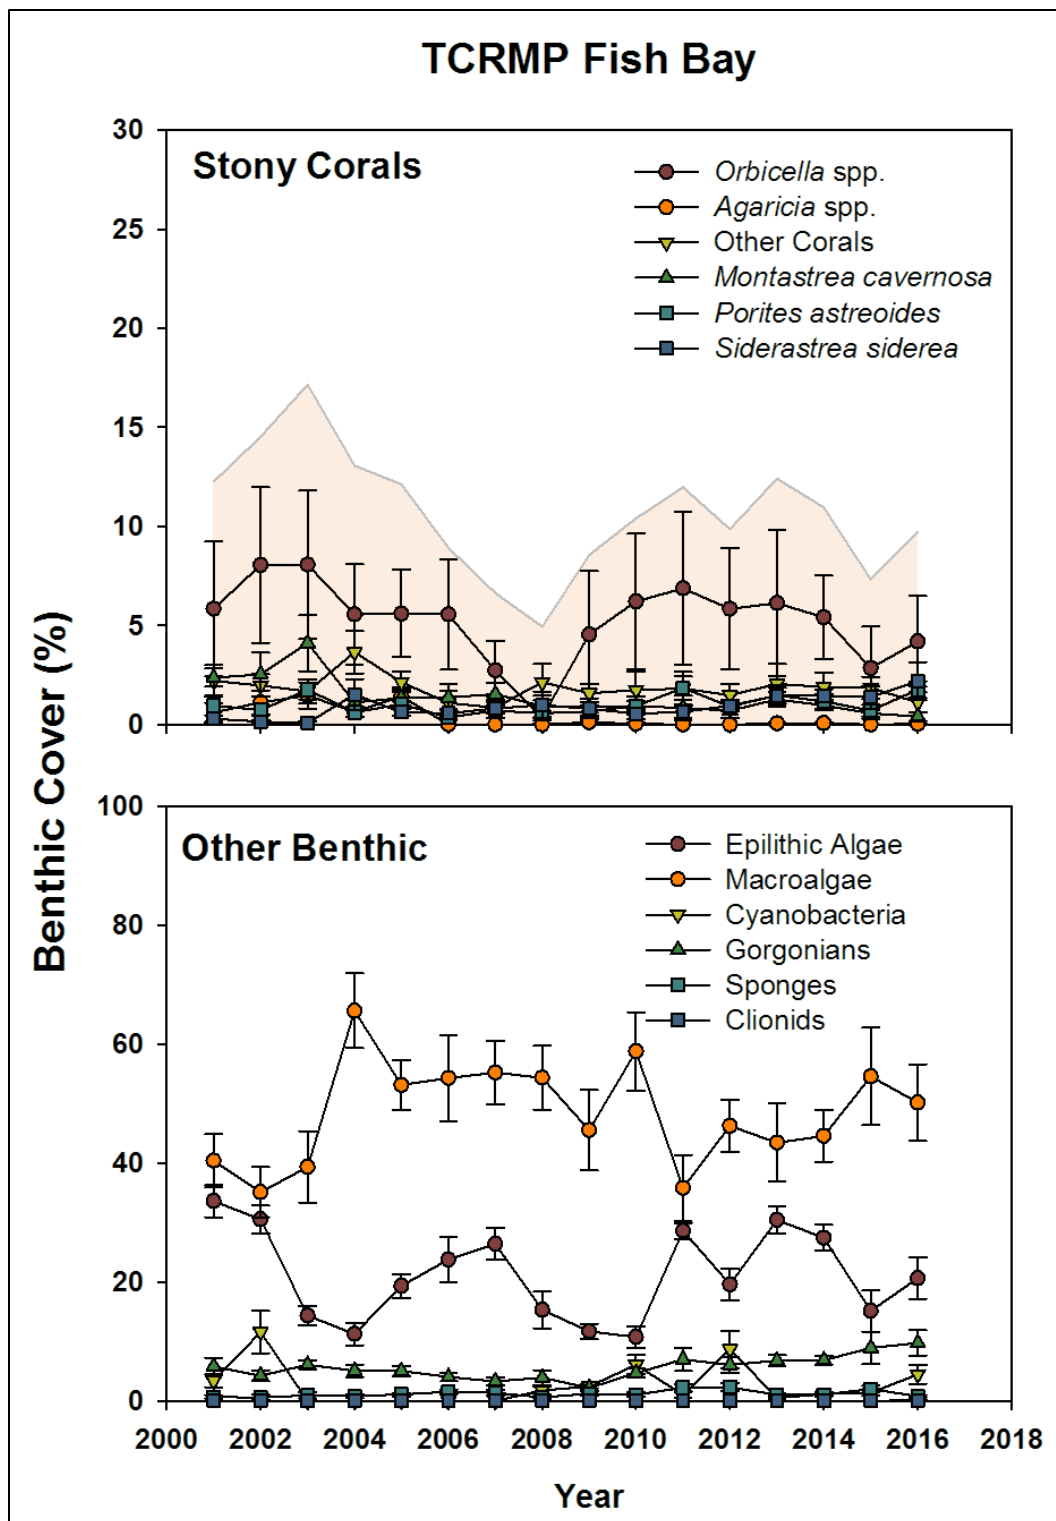 TCRMP Fish Bay
Stony Corals
Orbicella spp.
Agaricia spp.
Other Corals
Montastrea cavernosa
Porites astreoides
Siderastrea siderea
30
25
20
15
10
5
0
Benthic Cover (%)
Other Benthic
Epilithic Algae
Macroalgae
Cyanobacteria
Gorgonians
Sponges
Clionids
100
80
60
40
20
0
2000 2002 2004 2006 2008 2010 2012 2014 2016 2018
Year